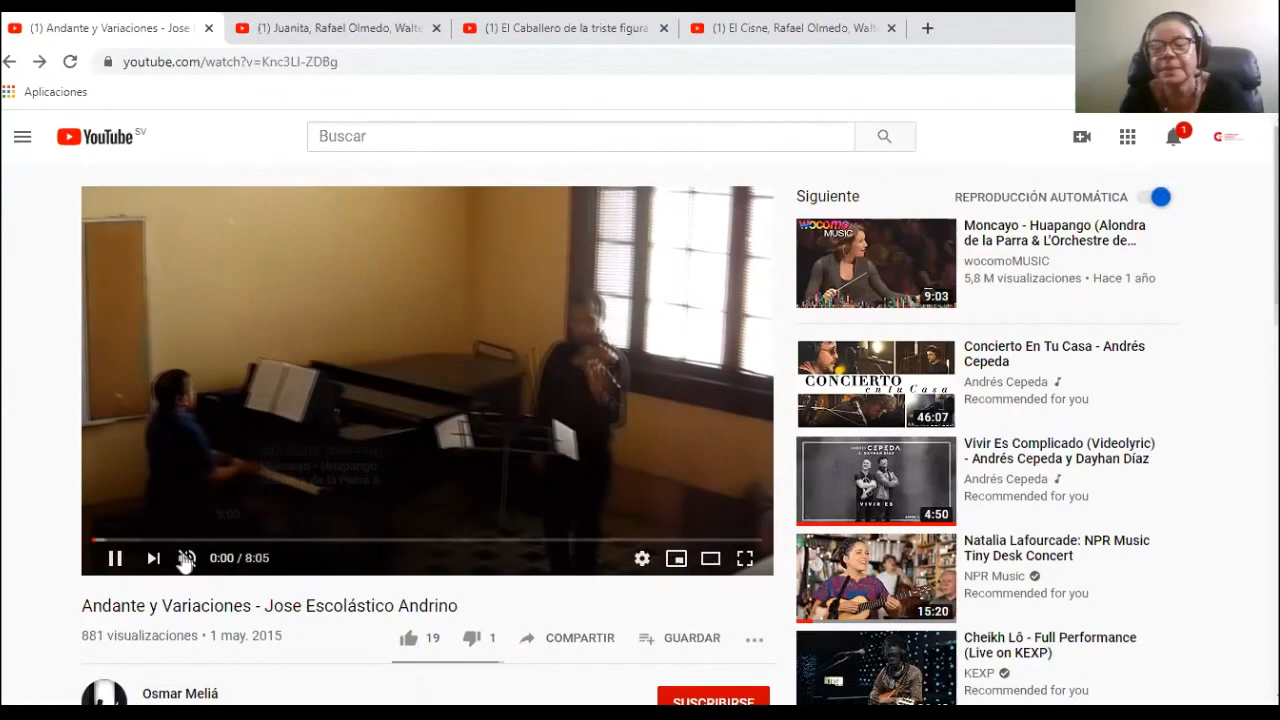 (1) Andante y Variaciones - Jose
(1) Juanita, Rafael Olmedo, Walte
(1) El Caballero de la triste figura
(1) El Cisne, Rafael Olmedo, Walt
youtube.com/watch?v=Knc3LI-ZDBg
Aplicaciones
YouTube SV
Buscar
1
0:00 / 8:05
Andante y Variaciones - Jose Escolástico Andrino
881 visualizaciones • 1 may. 2015
19
1
COMPARTIR
GUARDAR
Osmar Meliá
SUSCRIBIRSE
Siguiente
REPRODUCCIÓN AUTOMÁTICA
wocomo
MUSIC
9:03
Moncayo - Huapango (Alondra
de la Parra & L'Orchestre de...
wocomoMUSIC
5,8 M visualizaciones • Hace 1 año
CONCIERTO
en tu Casa
46:07
Concierto En Tu Casa - Andrés
Cepeda
Andrés Cepeda
Recommended for you
CEPEDA
VIVIR ES
4:50
Vivir Es Complicado (Videolyric)
- Andrés Cepeda y Dayhan Díaz
Andrés Cepeda
Recommended for you
15:20
Natalia Lafourcade: NPR Music
Tiny Desk Concert
NPR Music
Recommended for you
Cheikh Lô - Full Performance
(Live on KEXP)
KEXP
Recommended for you